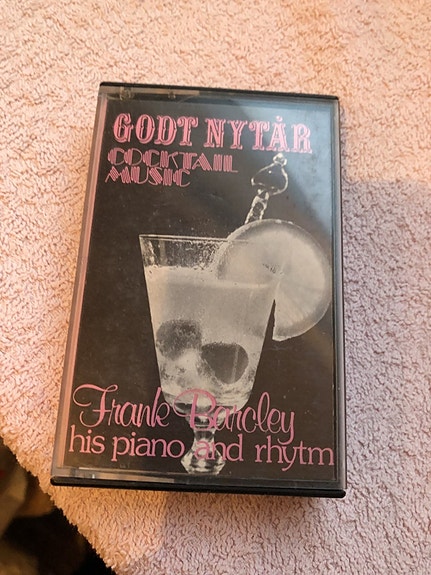 GODT NYTÅR
COCKTAIL
MUSIC
Frank Barcley
his piano and rhytm